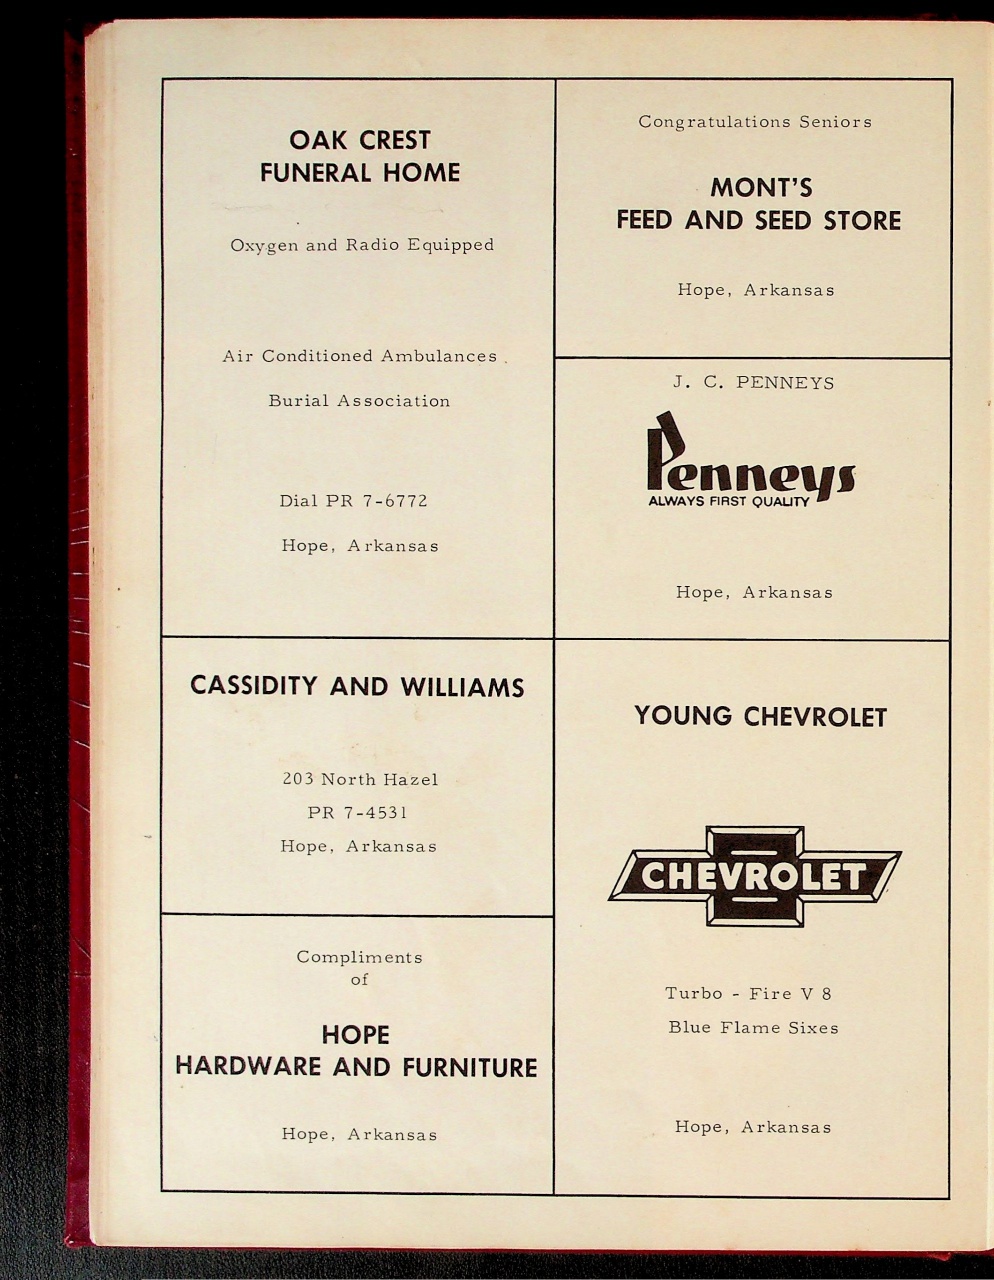 OAK CREST
FUNERAL HOME
Oxygen and Radio Equipped
Air Conditioned Ambulances
Burial Association
Dial PR 7-6772
Hope, Arkansas
CASSIDITY AND WILLIAMS
203 North Hazel
PR 7-4531
Hope, Arkansas
Compliments
of
HOPE
HARDWARE AND FURNITURE
Hope, Arkansas
Congratulations Seniors
MONT'S
FEED AND SEED STORE
Hope, Arkansas
J. C. PENNEYS
Penneys
ALWAYS FIRST QUALITY
Hope, Arkansas
YOUNG CHEVROLET
CHEVROLET
Turbo - Fire V 8
Blue Flame Sixes
Hope, Arkansas